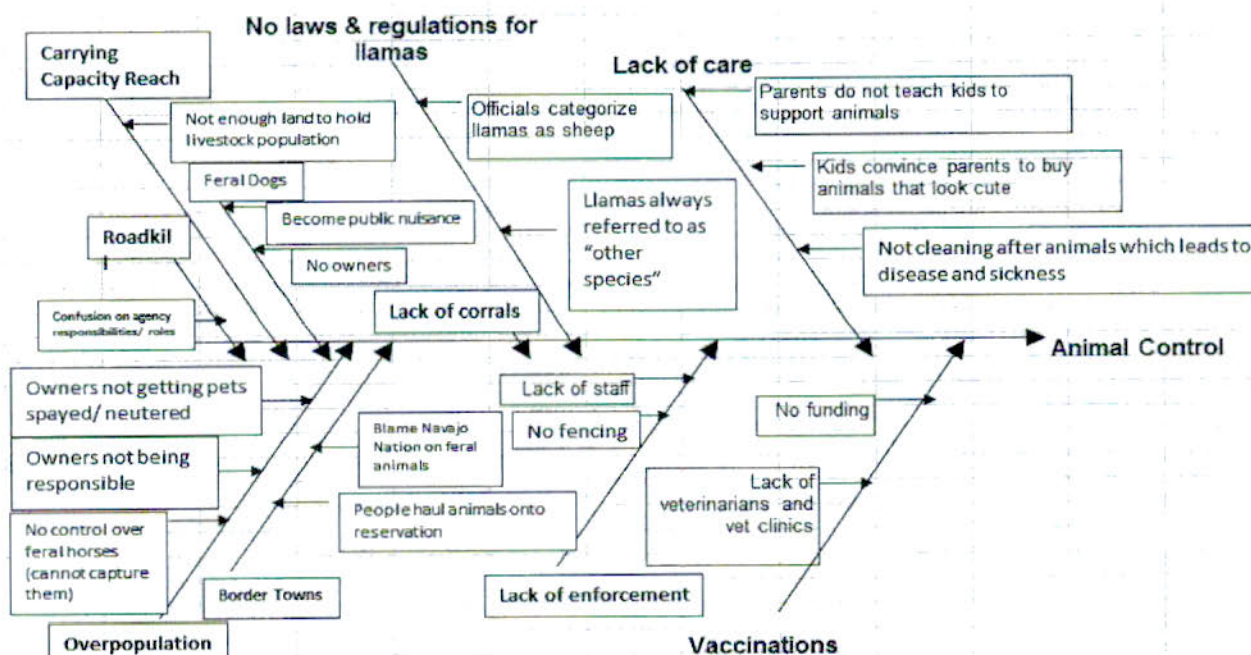 No laws & regulations for
llamas
Carrying
Capacity Reach
Lack of care
Parents do not teach kids to
support animals
Officials categorize
llamas as sheep
Not enough land to hold
livestock population
Kids convince parents to buy
animals that look cute
Feral Dogs
Llamas always
referred to as
"other
species"
Become public nuisance
Roadkil
Not cleaning after animals which leads to
disease and sickness
No owners
Lack of corrals
Confusion on agency
responsibilities/ roles
Animal Control
Owners not getting pets
spayed/ neutered
Lack of staff
No funding
Blame Navajo
Nation on feral
animals
No fencing
Owners not being
responsible
Lack of
veterinarians and
vet clinics
People haul animals onto
reservation
No control over
feral horses
(cannot capture
them)
Border Towns
Lack of enforcement
Overpopulation
Vaccinations